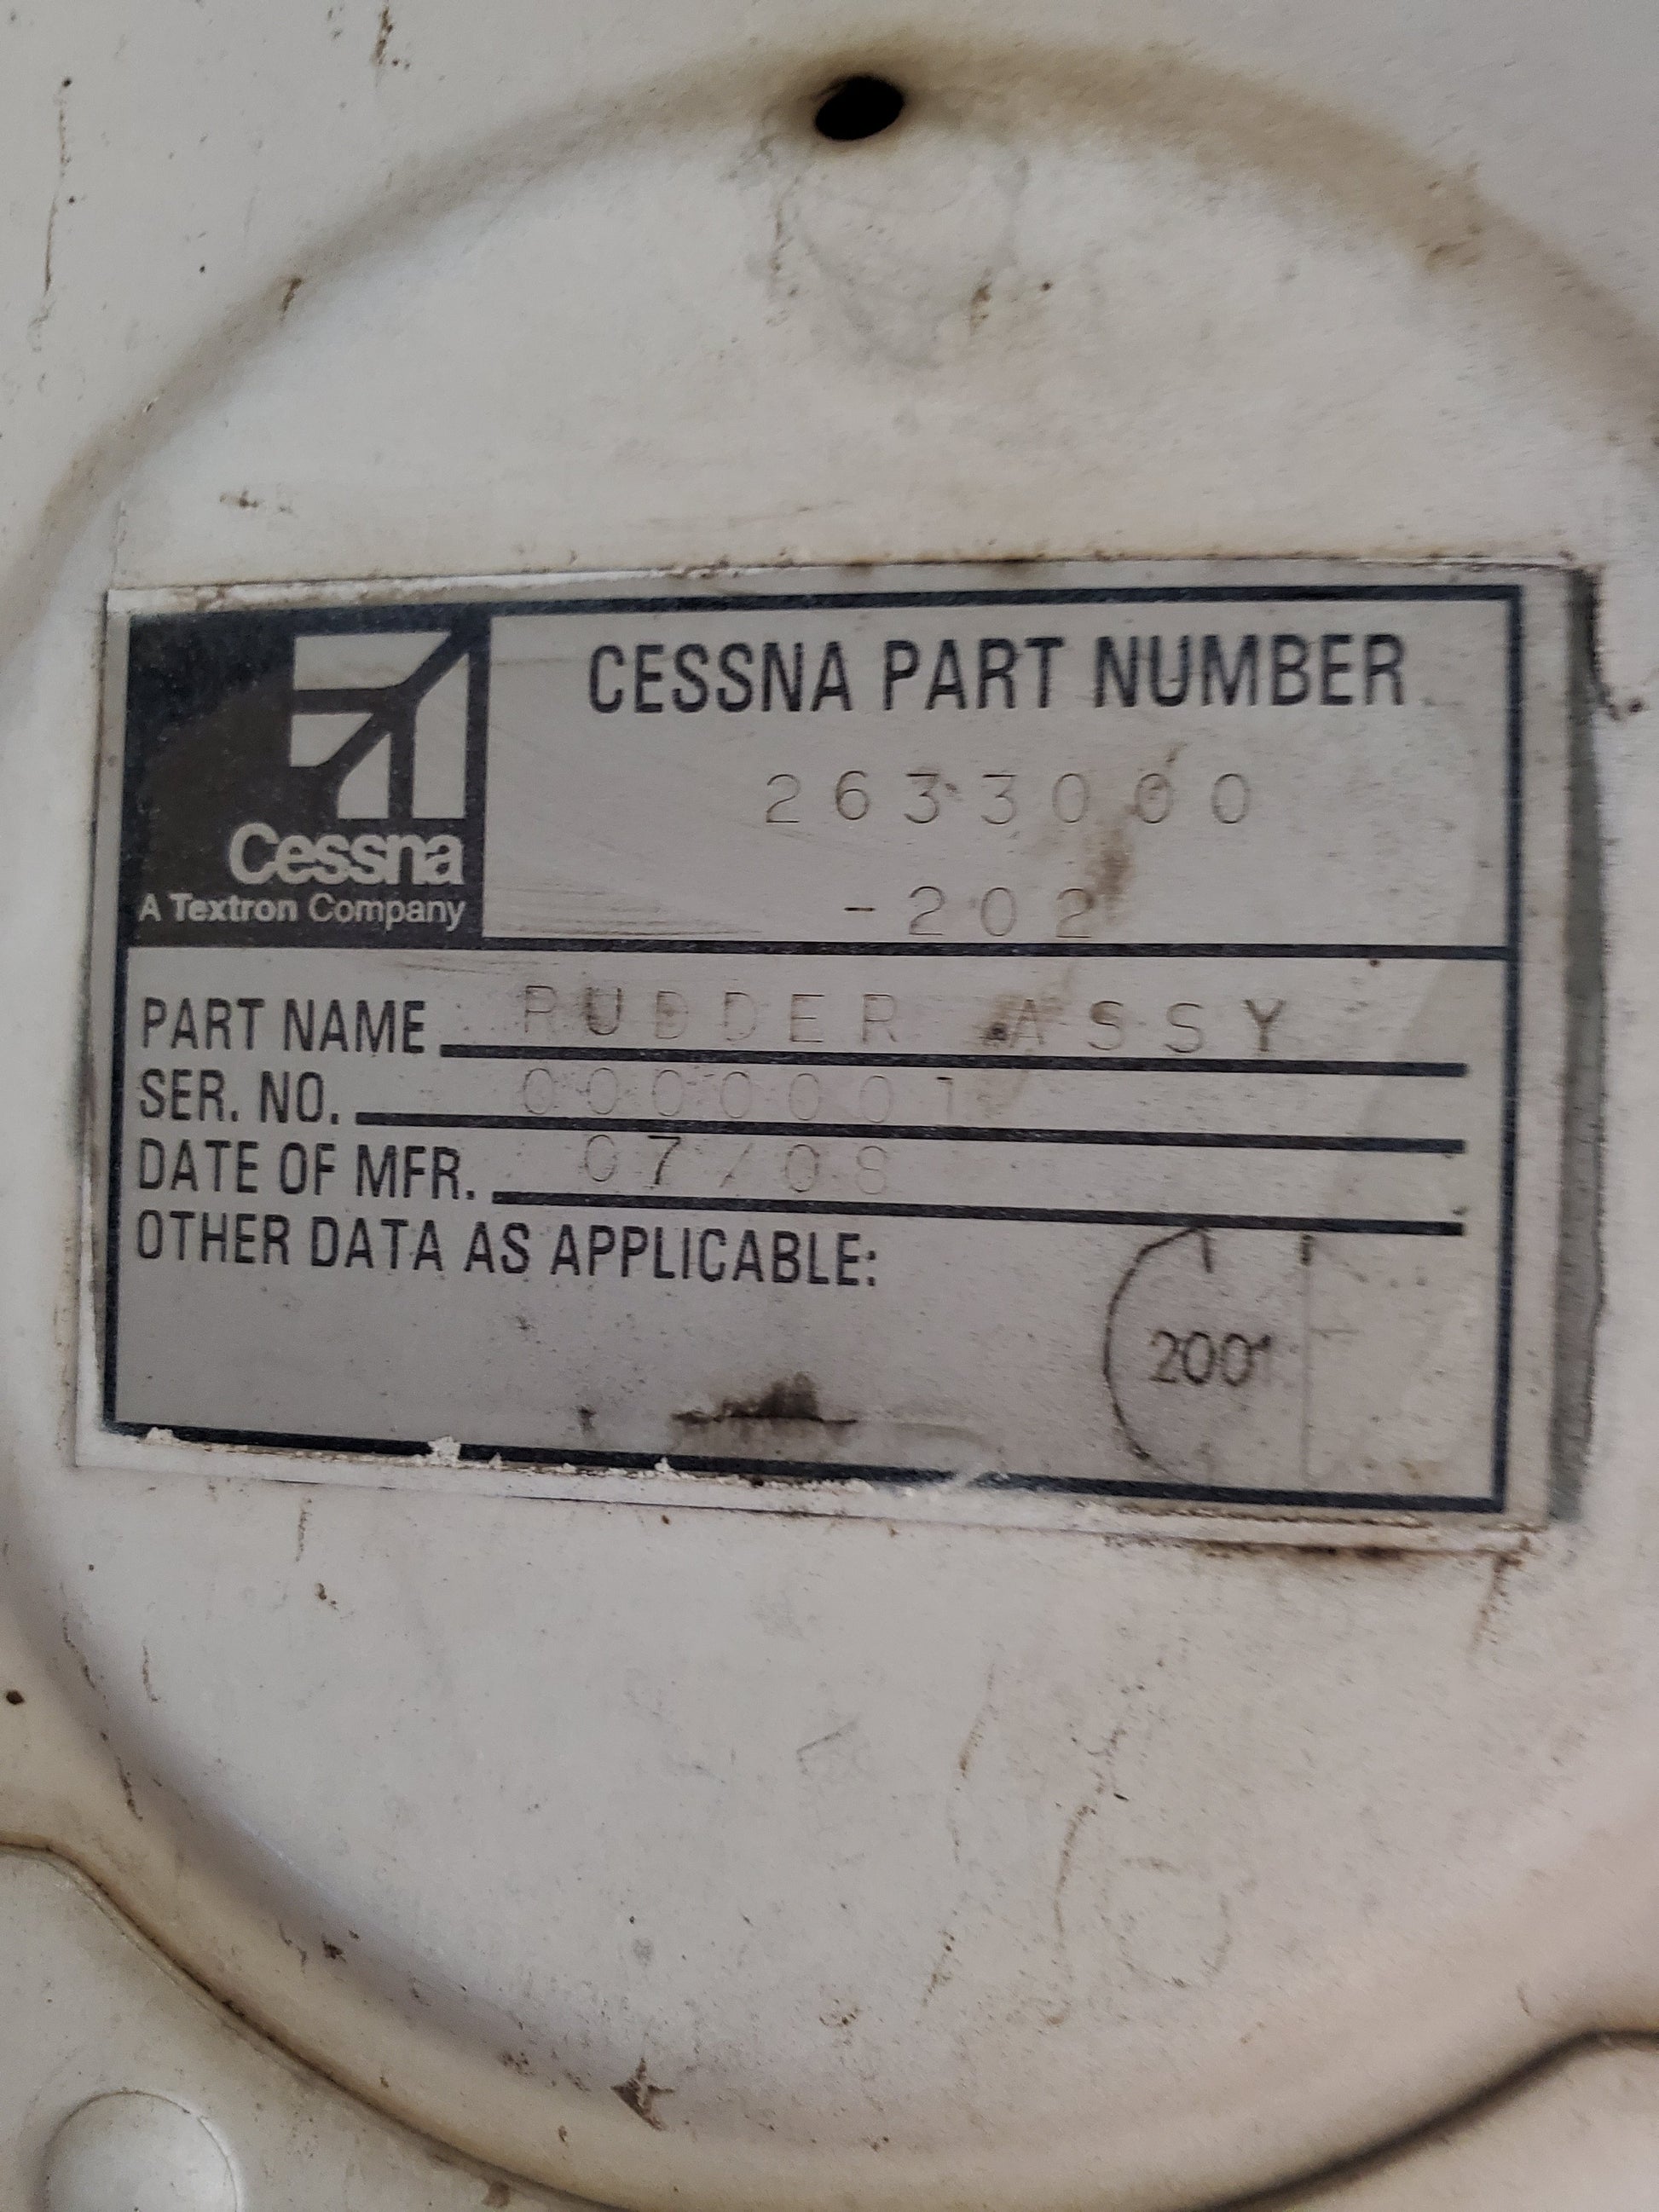 CESSNA PART NUMBER
2633000
-202
Cessna
A Textron Company
PART NAME RUDDER ASSY
SER. NO. 0000001
DATE OF MFR. 07/08
OTHER DATA AS APPLICABLE:
2001